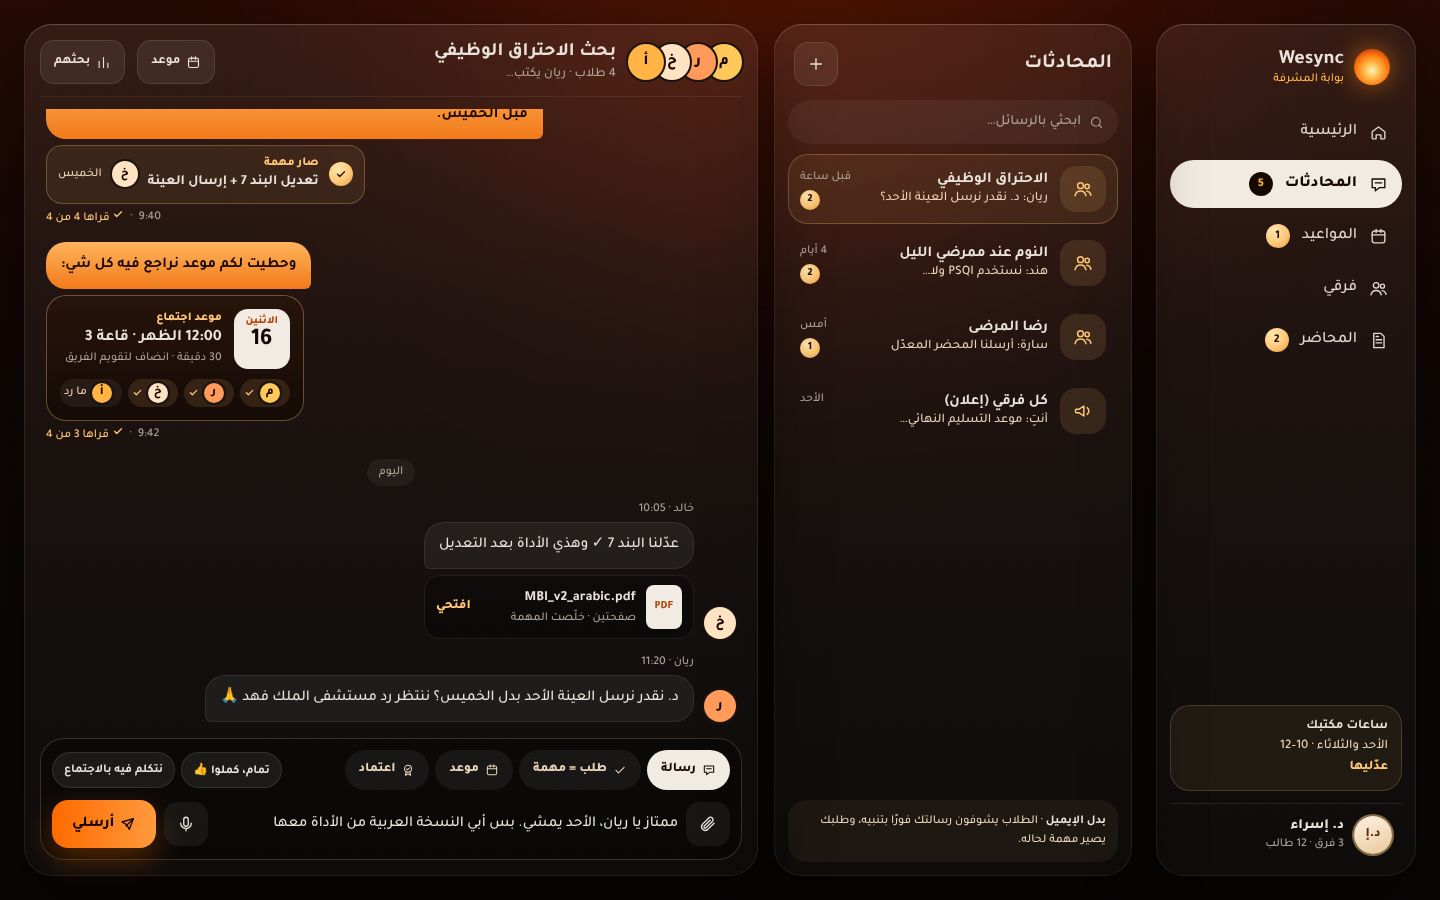 Wesync
بوابة المشرفة
الرئيسية
المحادثات 5
المواعيد 1
فرقي
المحاضر 2
ساعات مكتبك
الأحد والثلاثاء · 10–12
عدّليها
د.إ
د. إسراء
3 فرق · 12 طالب
المحادثات
ابحثي بالرسائل...
الاحتراق الوظيفي
قبل ساعة
ريان: د. نقدر نرسل العينة الأحد؟
2
النوم عند ممرضي الليل
4 أيام
هند: نستخدم PSQI ولا...
2
رضا المرضى
أمس
سارة: أرسلنا المحضر المعدّل
1
كل فرقي (إعلان)
الأحد
أنتِ: موعد التسليم النهائي...
بدل الإيميل · الطلاب يشوفون رسالتك فورًا بتنبيه، وطلبك
يصير مهمة لحاله.
م ر خ أ
بحث الاحتراق الوظيفي
4 طلاب · ريان يكتب...
موعد
بحثهم
قبل الخميس.
صار مهمة
تعديل البند 7 + إرسال العينة
خ
الخميس
9:40 · ✓ قراها 4 من 4
وحطيت لكم موعد نراجع فيه كل شي:
الاثنين
16
موعد اجتماع
12:00 الظهر · قاعة 3
30 دقيقة · انضاف لتقويم الفريق
م ✓ ر ✓ خ ✓ أ ما رد
9:42 · ✓ قراها 3 من 4
اليوم
خالد · 10:05
عدّلنا البند 7 ✓ وهذي الأداة بعد التعديل
PDF
MBI_v2_arabic.pdf
صفحتين · خلّصت المهمة
افتحي
خ
ريان · 11:20
د. نقدر نرسل العينة الأحد بدل الخميس؟ ننتظر رد مستشفى الملك فهد 🙏
ر
رسالة
طلب = مهمة
موعد
اعتماد
تمام، كملوا 👍
نتكلم فيه بالاجتماع
ممتاز يا ريان، الأحد يمشي. بس أبي النسخة العربية من الأداة معها
أرسلي